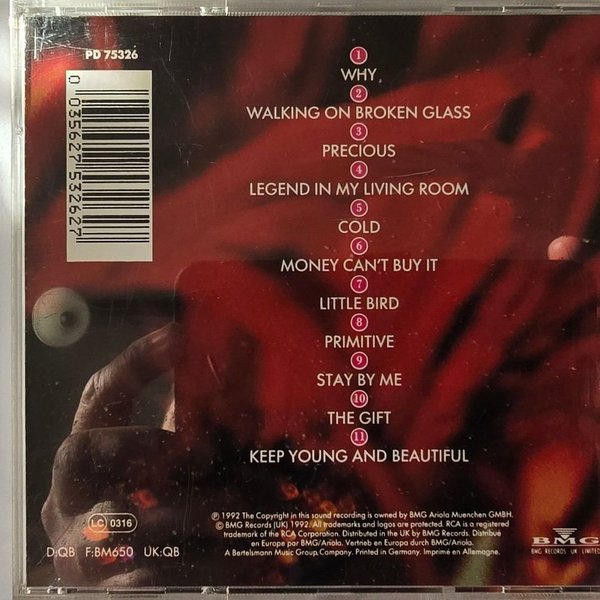 PD 75326
0 035627 532627
1
WHY
2
WALKING ON BROKEN GLASS
3
PRECIOUS
4
LEGEND IN MY LIVING ROOM
5
COLD
6
MONEY CAN'T BUY IT
7
LITTLE BIRD
8
PRIMITIVE
9
STAY BY ME
10
THE GIFT
11
KEEP YOUNG AND BEAUTIFUL
LC 0316
D:QB F:BM650 UK:QB
℗ 1992 The Copyright in this sound recording is owned by BMG Ariola Muenchen GMBH.
© BMG Records (UK) 1992. All trademarks and logos are protected. RCA is a registered
trademark of the RCA Corporation. Distributed in the UK by BMG Records. Distribué
en Europe par BMG/Ariola. Vertrieb en Europa durch BMG/Ariola.
A Bertelsmann Music Group Company. Printed in Germany. Imprimé en Allemagne.
BMG
BMG RECORDS UK LIMITED